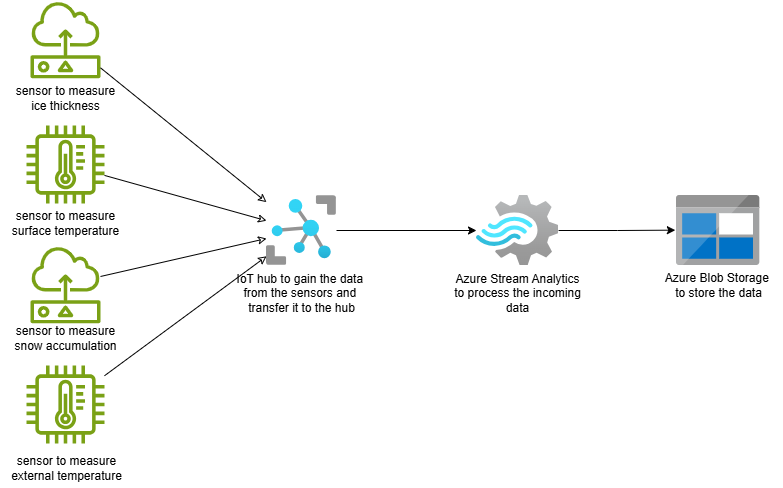 sensor to measure
ice thickness
sensor to measure
surface temperature
sensor to measure
snow accumulation
sensor to measure
external temperature
IoT hub to gain the data
from the sensors and
transfer it to the hub
Azure Stream Analytics
to process the incoming
data
Azure Blob Storage
to store the data